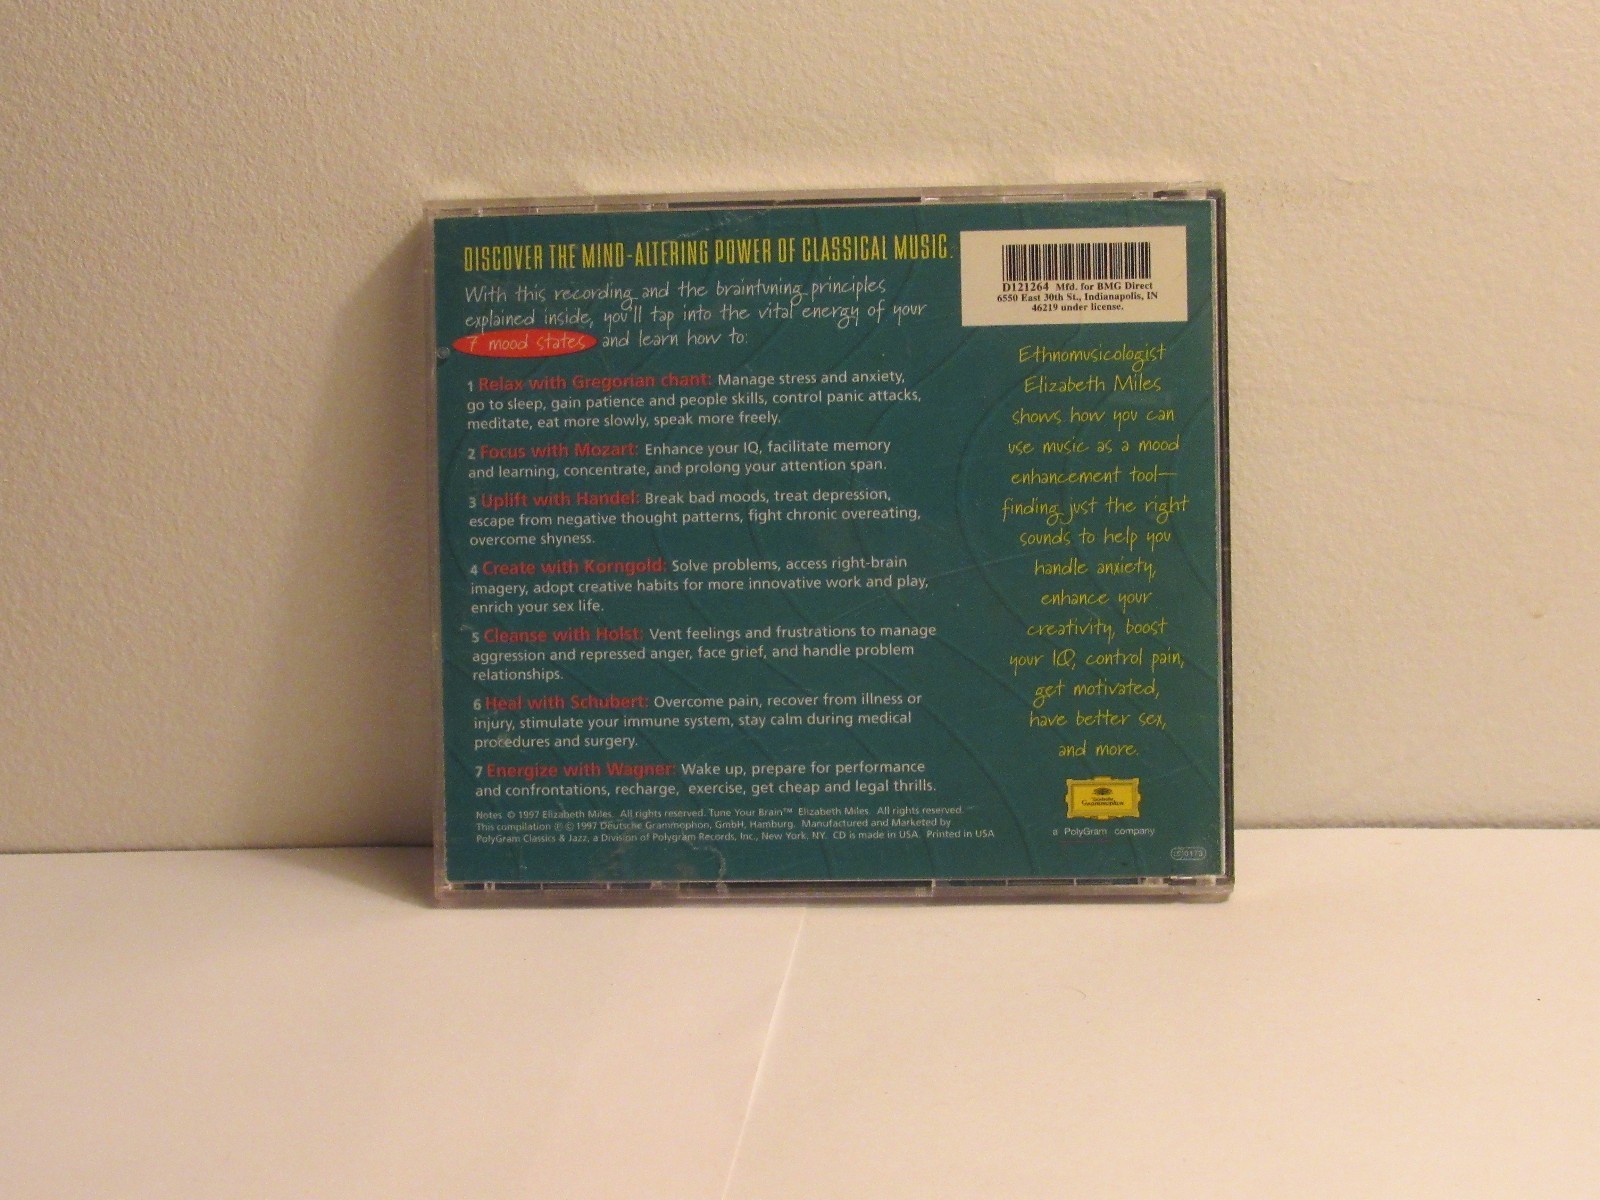 DISCOVER THE MIND-ALTERING POWER OF CLASSICAL MUSIC.
With this recording and the braintuning principles
explained inside, you'll tap into the vital energy of your
7 mood states and learn how to:
1 Relax with Gregorian chant: Manage stress and anxiety,
go to sleep, gain patience and people skills, control panic attacks,
meditate, eat more slowly, speak more freely.
2 Focus with Mozart: Enhance your IQ, facilitate memory
and learning, concentrate, and prolong your attention span.
3 Uplift with Handel: Break bad moods, treat depression,
escape from negative thought patterns, fight chronic overeating,
overcome shyness.
4 Create with Korngold: Solve problems, access right-brain
imagery, adopt creative habits for more innovative work and play,
enrich your sex life.
5 Cleanse with Holst: Vent feelings and frustrations to manage
aggression and repressed anger, face grief, and handle problem
relationships.
6 Heal with Schubert: Overcome pain, recover from illness or
injury, stimulate your immune system, stay calm during medical
procedures and surgery.
7 Energize with Wagner: Wake up, prepare for performance
and confrontations, recharge, exercise, get cheap and legal thrills.
Notes © 1997 Elizabeth Miles. All rights reserved. Tune Your Brain™ Elizabeth Miles. All rights reserved.
This compilation ℗ © 1997 Deutsche Grammophon, GmbH, Hamburg. Manufactured and Marketed by
PolyGram Classics & Jazz, a Division of Polygram Records, Inc., New York, NY. CD is made in USA. Printed in USA
D121264 Mfd. for BMG Direct
6550 East 30th St., Indianapolis, IN
46219 under license.
Ethnomusicologist
Elizabeth Miles
shows how you can
use music as a mood
enhancement tool—
finding just the right
sounds to help you
handle anxiety,
enhance your
creativity, boost
your IQ, control pain,
get motivated,
have better sex,
and more.
Deutsche
Grammophon
a PolyGram company